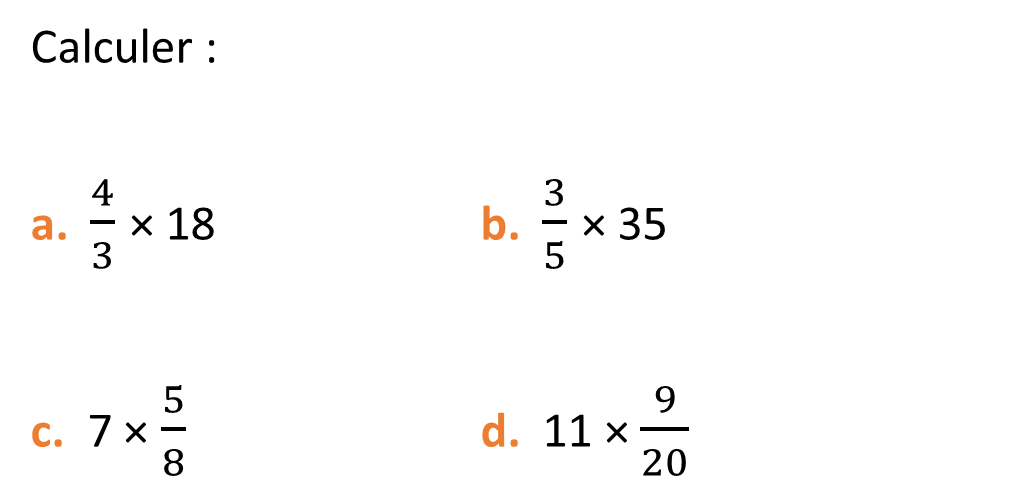 Calculer :
a. 4/3 × 18
b. 3/5 × 35
c. 7 × 5/8
d. 11 × 9/20